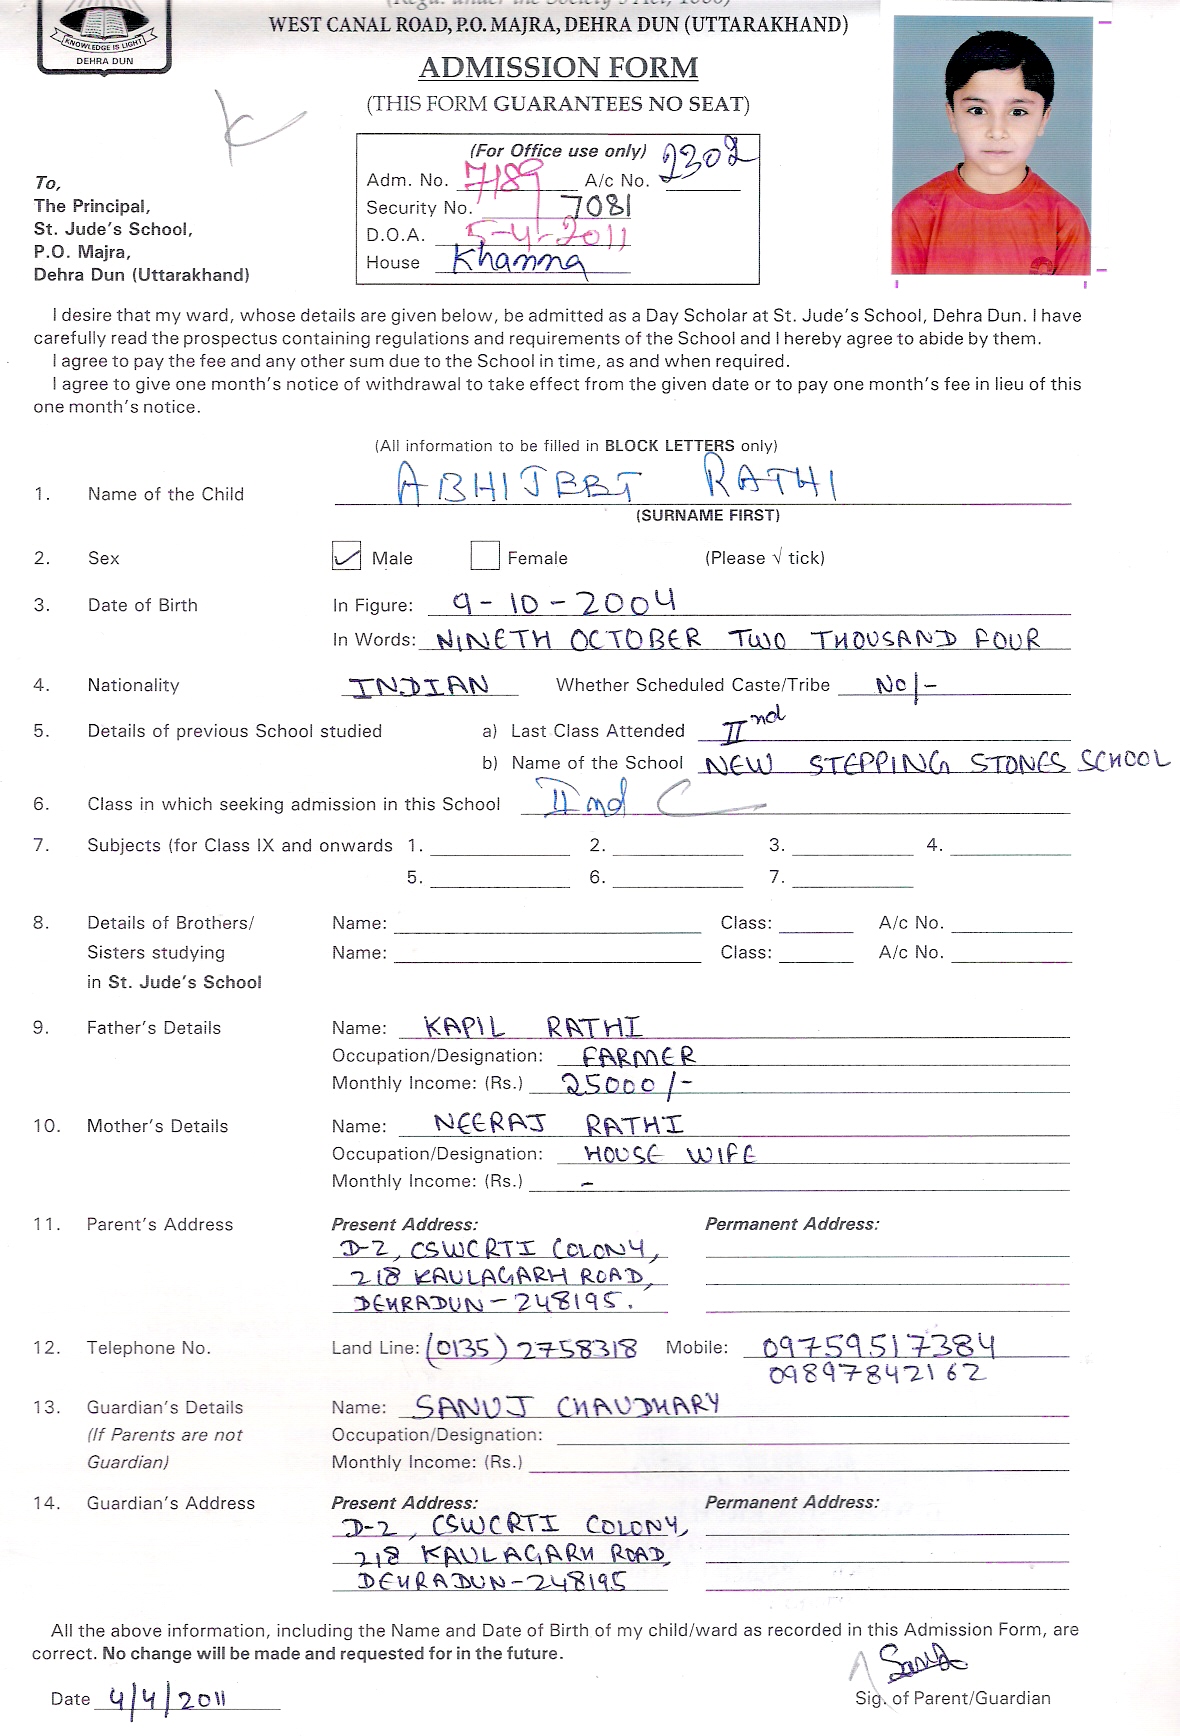 (Regd. under the Society's Act, 1860)
WEST CANAL ROAD, P.O. MAJRA, DEHRA DUN (UTTARAKHAND)
KNOWLEDGE IS LIGHT
DEHRA DUN
ADMISSION FORM
(THIS FORM GUARANTEES NO SEAT)
(For Office use only)
Adm. No. 7189 A/c No. 2302
Security No. 7081
D.O.A. 5-4-2011
House Khanna
To,
The Principal,
St. Jude's School,
P.O. Majra,
Dehra Dun (Uttarakhand)
I desire that my ward, whose details are given below, be admitted as a Day Scholar at St. Jude's School, Dehra Dun. I have
carefully read the prospectus containing regulations and requirements of the School and I hereby agree to abide by them.
I agree to pay the fee and any other sum due to the School in time, as and when required.
I agree to give one month's notice of withdrawal to take effect from the given date or to pay one month's fee in lieu of this
one month's notice.
(All information to be filled in BLOCK LETTERS only)
1. Name of the Child ABHIJEET RATHI
(SURNAME FIRST)
2. Sex Male Female (Please √ tick)
3. Date of Birth In Figure: 9-10-2004
In Words: NINETH OCTOBER TWO THOUSAND FOUR
4. Nationality INDIAN Whether Scheduled Caste/Tribe No/-
5. Details of previous School studied a) Last Class Attended IInd
b) Name of the School NEW STEPPING STONES SCHOOL
6. Class in which seeking admission in this School IInd C
7. Subjects (for Class IX and onwards 1. 2. 3. 4.
5. 6. 7.
8. Details of Brothers/ Name: Class: A/c No.
Sisters studying Name: Class: A/c No.
in St. Jude's School
9. Father's Details Name: KAPIL RATHI
Occupation/Designation: FARMER
Monthly Income: (Rs.) 25000/-
10. Mother's Details Name: NEERAJ RATHI
Occupation/Designation: HOUSE WIFE
Monthly Income: (Rs.) -
11. Parent's Address Present Address: Permanent Address:
D-2, CSWCRTI COLONY,
218 KAULAGARH ROAD,
DEHRADUN-248195.
12. Telephone No. Land Line: (0135) 2758318 Mobile: 09759517384
09897842162
13. Guardian's Details Name: SANUJ CHAUDHARY
(If Parents are not Occupation/Designation:
Guardian) Monthly Income: (Rs.)
14. Guardian's Address Present Address: Permanent Address:
D-2, CSWCRTI COLONY,
218 KAULAGARH ROAD,
DEHRADUN-248195
All the above information, including the Name and Date of Birth of my child/ward as recorded in this Admission Form, are
correct. No change will be made and requested for in the future.
Date 4/4/2011 Sig. of Parent/Guardian